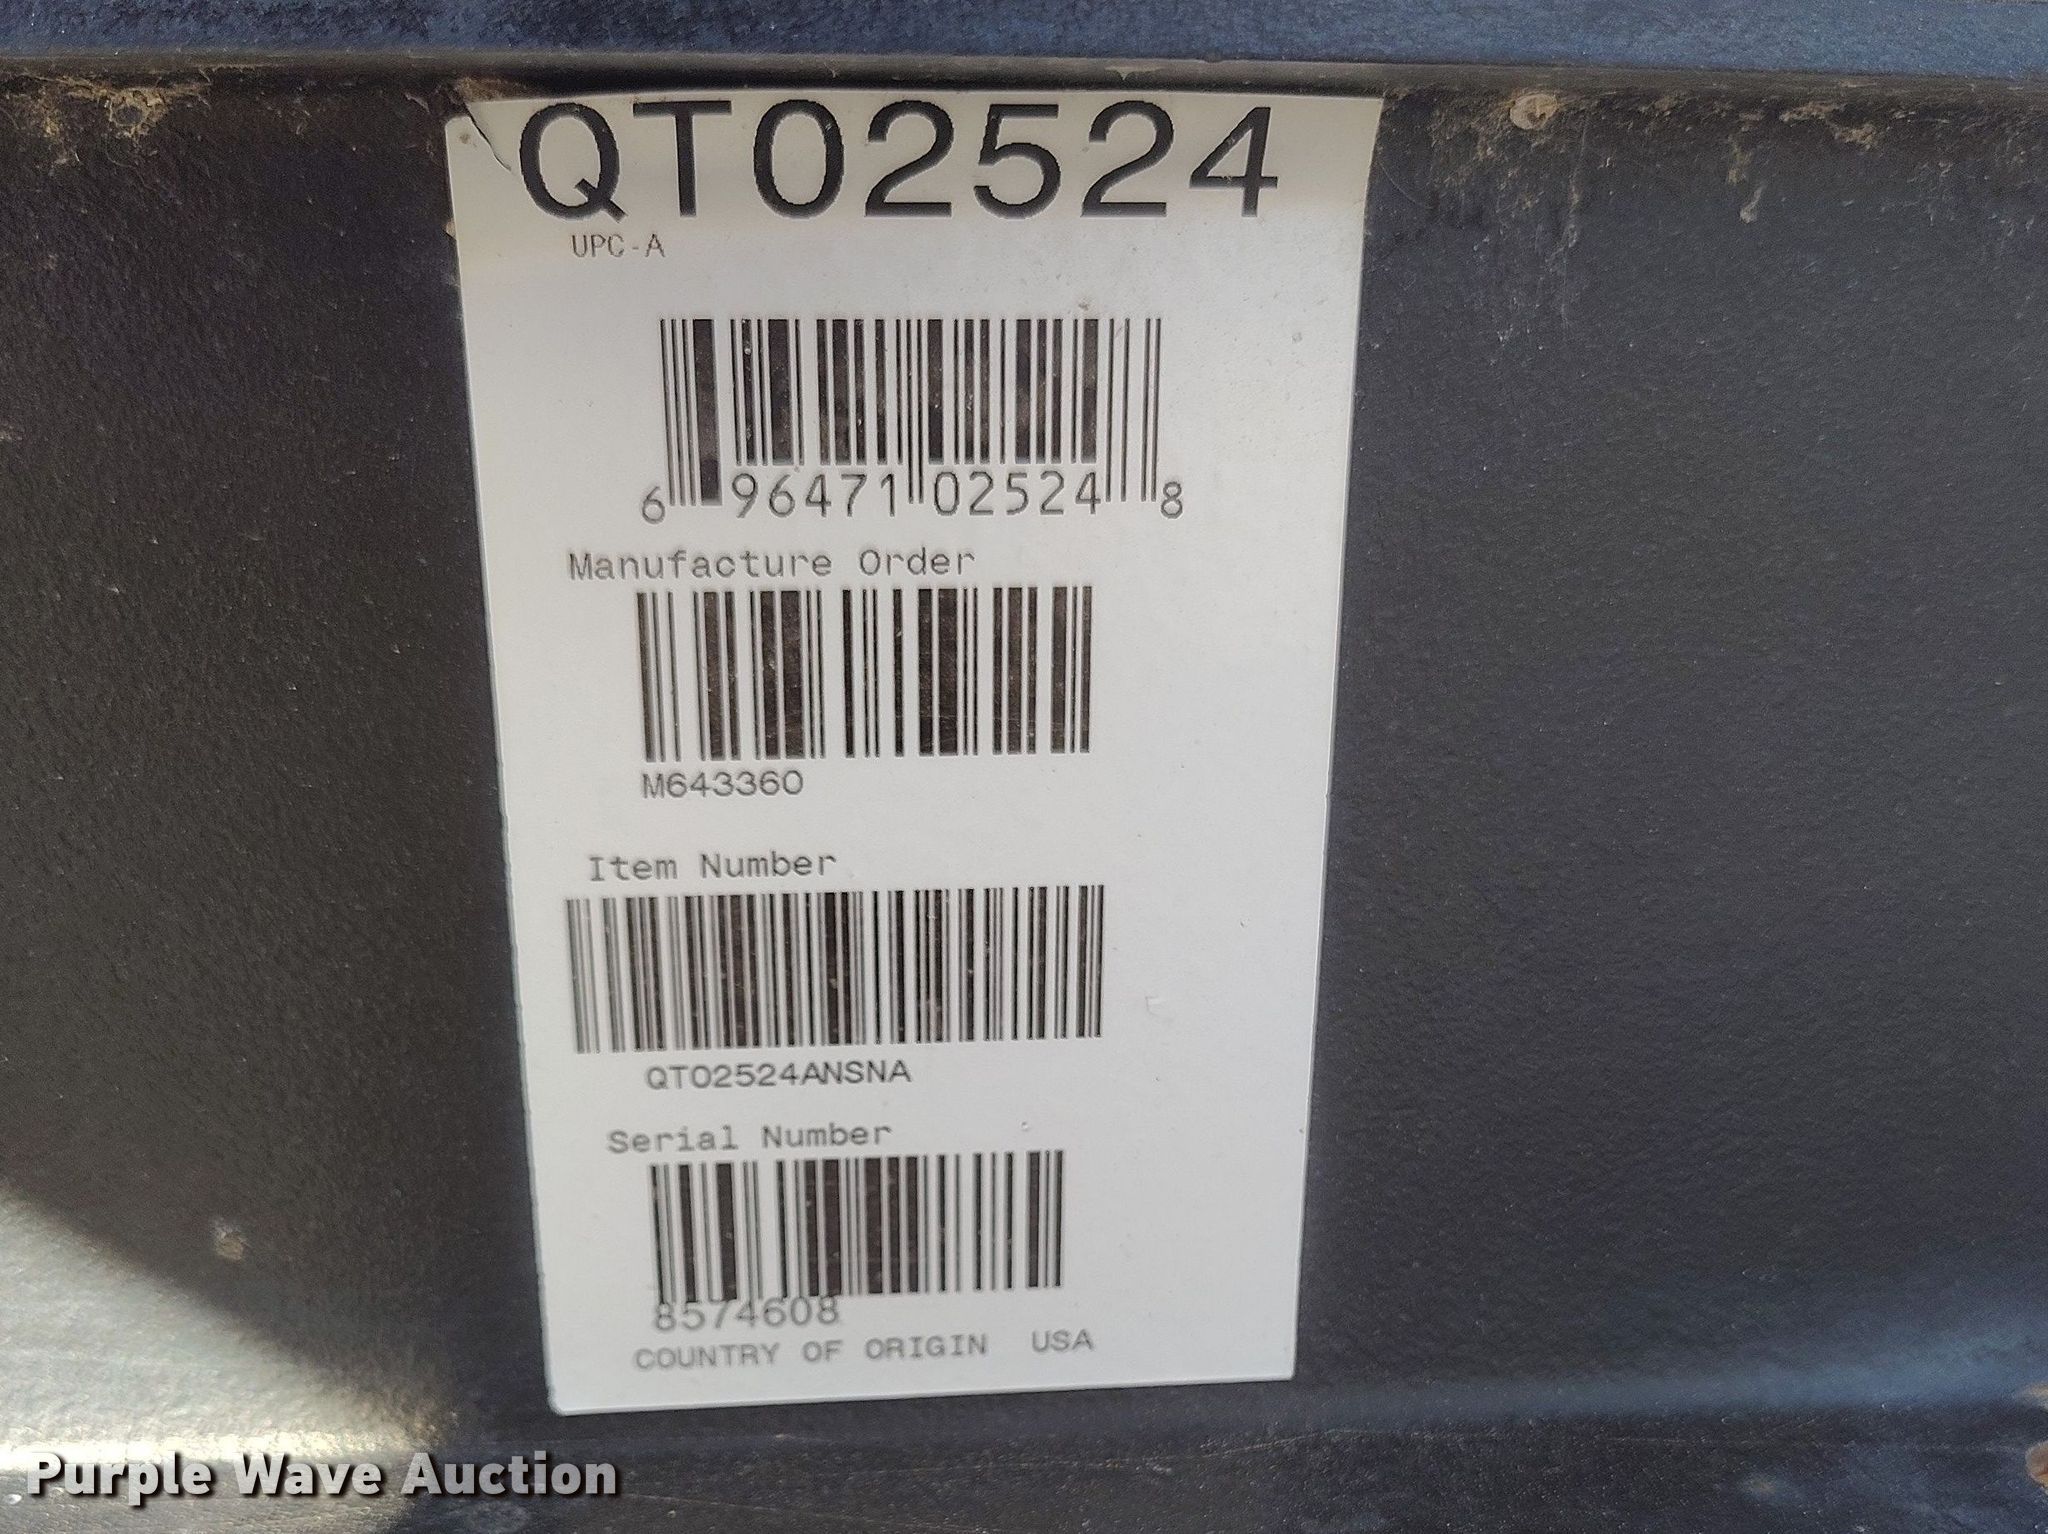 QT02524
UPC-A
6 96471 02524 8
Manufacture Order
M643360
Item Number
QT02524ANSNA
Serial Number
8574608
COUNTRY OF ORIGIN USA
Purple Wave Auction